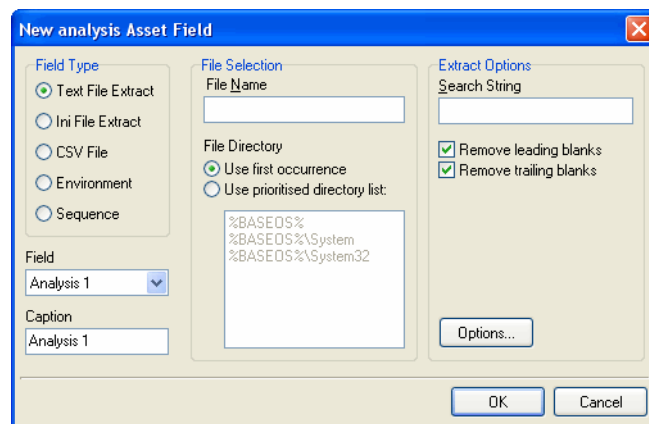 New analysis Asset Field
Field Type
Text File Extract
Ini File Extract
CSV File
Environment
Sequence
Field
Analysis 1
Caption
Analysis 1
File Selection
File Name
File Directory
Use first occurrence
Use prioritised directory list:
%BASEOS%
%BASEOS%\System
%BASEOS%\System32
Extract Options
Search String
Remove leading blanks
Remove trailing blanks
Options...
OK
Cancel